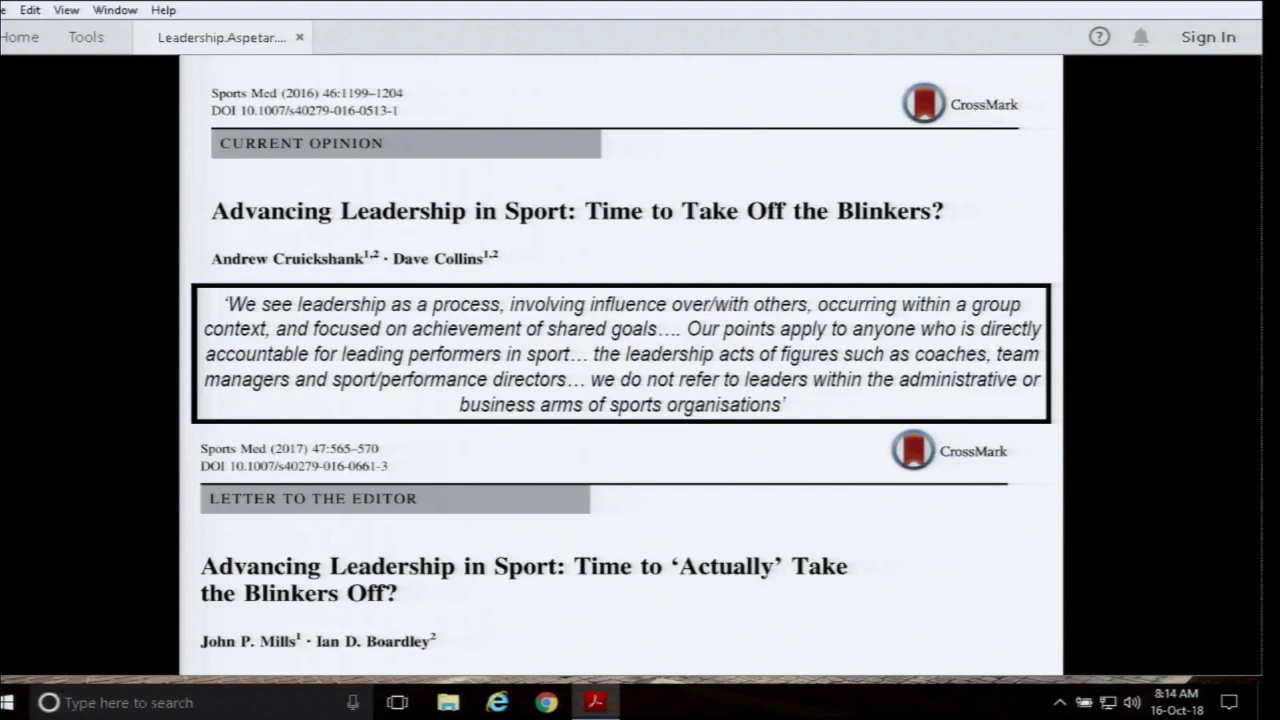 Edit View Window Help
Home Tools Leadership.Aspetar.... × ? Sign In
Sports Med (2016) 46:1199–1204
DOI 10.1007/s40279-016-0513-1
CrossMark
CURRENT OPINION
Advancing Leadership in Sport: Time to Take Off the Blinkers?
Andrew Cruickshank1,2 · Dave Collins1,2
‘We see leadership as a process, involving influence over/with others, occurring within a group
context, and focused on achievement of shared goals…. Our points apply to anyone who is directly
accountable for leading performers in sport… the leadership acts of figures such as coaches, team
managers and sport/performance directors… we do not refer to leaders within the administrative or
business arms of sports organisations’
Sports Med (2017) 47:565–570
DOI 10.1007/s40279-016-0661-3
CrossMark
LETTER TO THE EDITOR
Advancing Leadership in Sport: Time to ‘Actually’ Take
the Blinkers Off?
John P. Mills1 · Ian D. Boardley2
Type here to search
8:14 AM
16-Oct-18